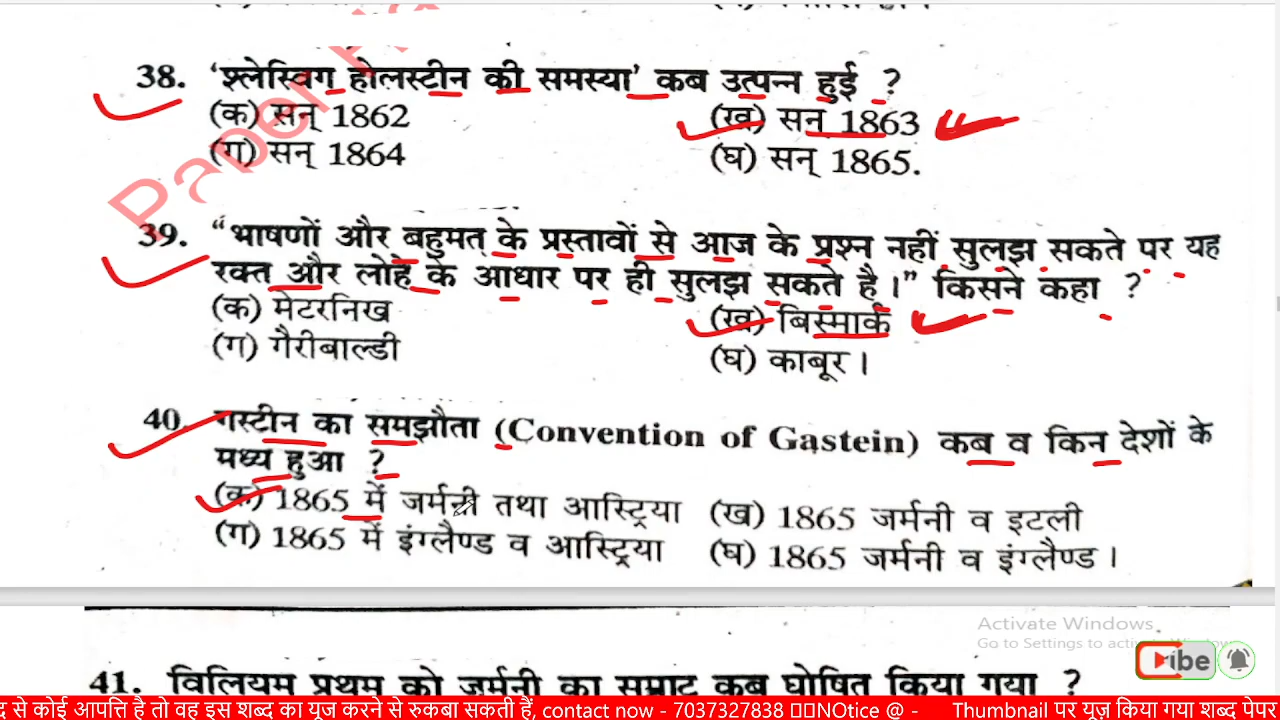 38. 'श्लेस्विग होलस्टीन की समस्या' कब उत्पन्न हुई ?
(क) सन् 1862 (ख) सन् 1863
(ग) सन् 1864 (घ) सन् 1865.
39. "भाषणों और बहुमत् के प्रस्तावों से आज के प्रश्न नहीं सुलझ सकते पर यह
रक्त और लोहे के आधार पर ही सुलझ सकते है।" किसने कहा ?
(क) मेटरनिख (ख) बिस्मार्क
(ग) गैरीबाल्डी (घ) काबूर।
40. गस्टीन का समझौता (Convention of Gastein) कब व किन देशों के
मध्य हुआ ?
(क) 1865 में जर्मनी तथा आस्ट्रिया (ख) 1865 जर्मनी व इटली
(ग) 1865 में इंग्लैण्ड व आस्ट्रिया (घ) 1865 जर्मनी व इंग्लैण्ड।
Paper
Activate Windows
Go to Settings to
ibe
41. विलियम प्रथम को जर्मनी का सम्राट कब घोषित किया गया ?
से कोई आपत्ति है तो वह इस शब्द का यूज करने से रुकबा सकती हैं, contact now - 7037327838 NOtice @ - Thumbnail पर यूज़ किया गया शब्द पेपर